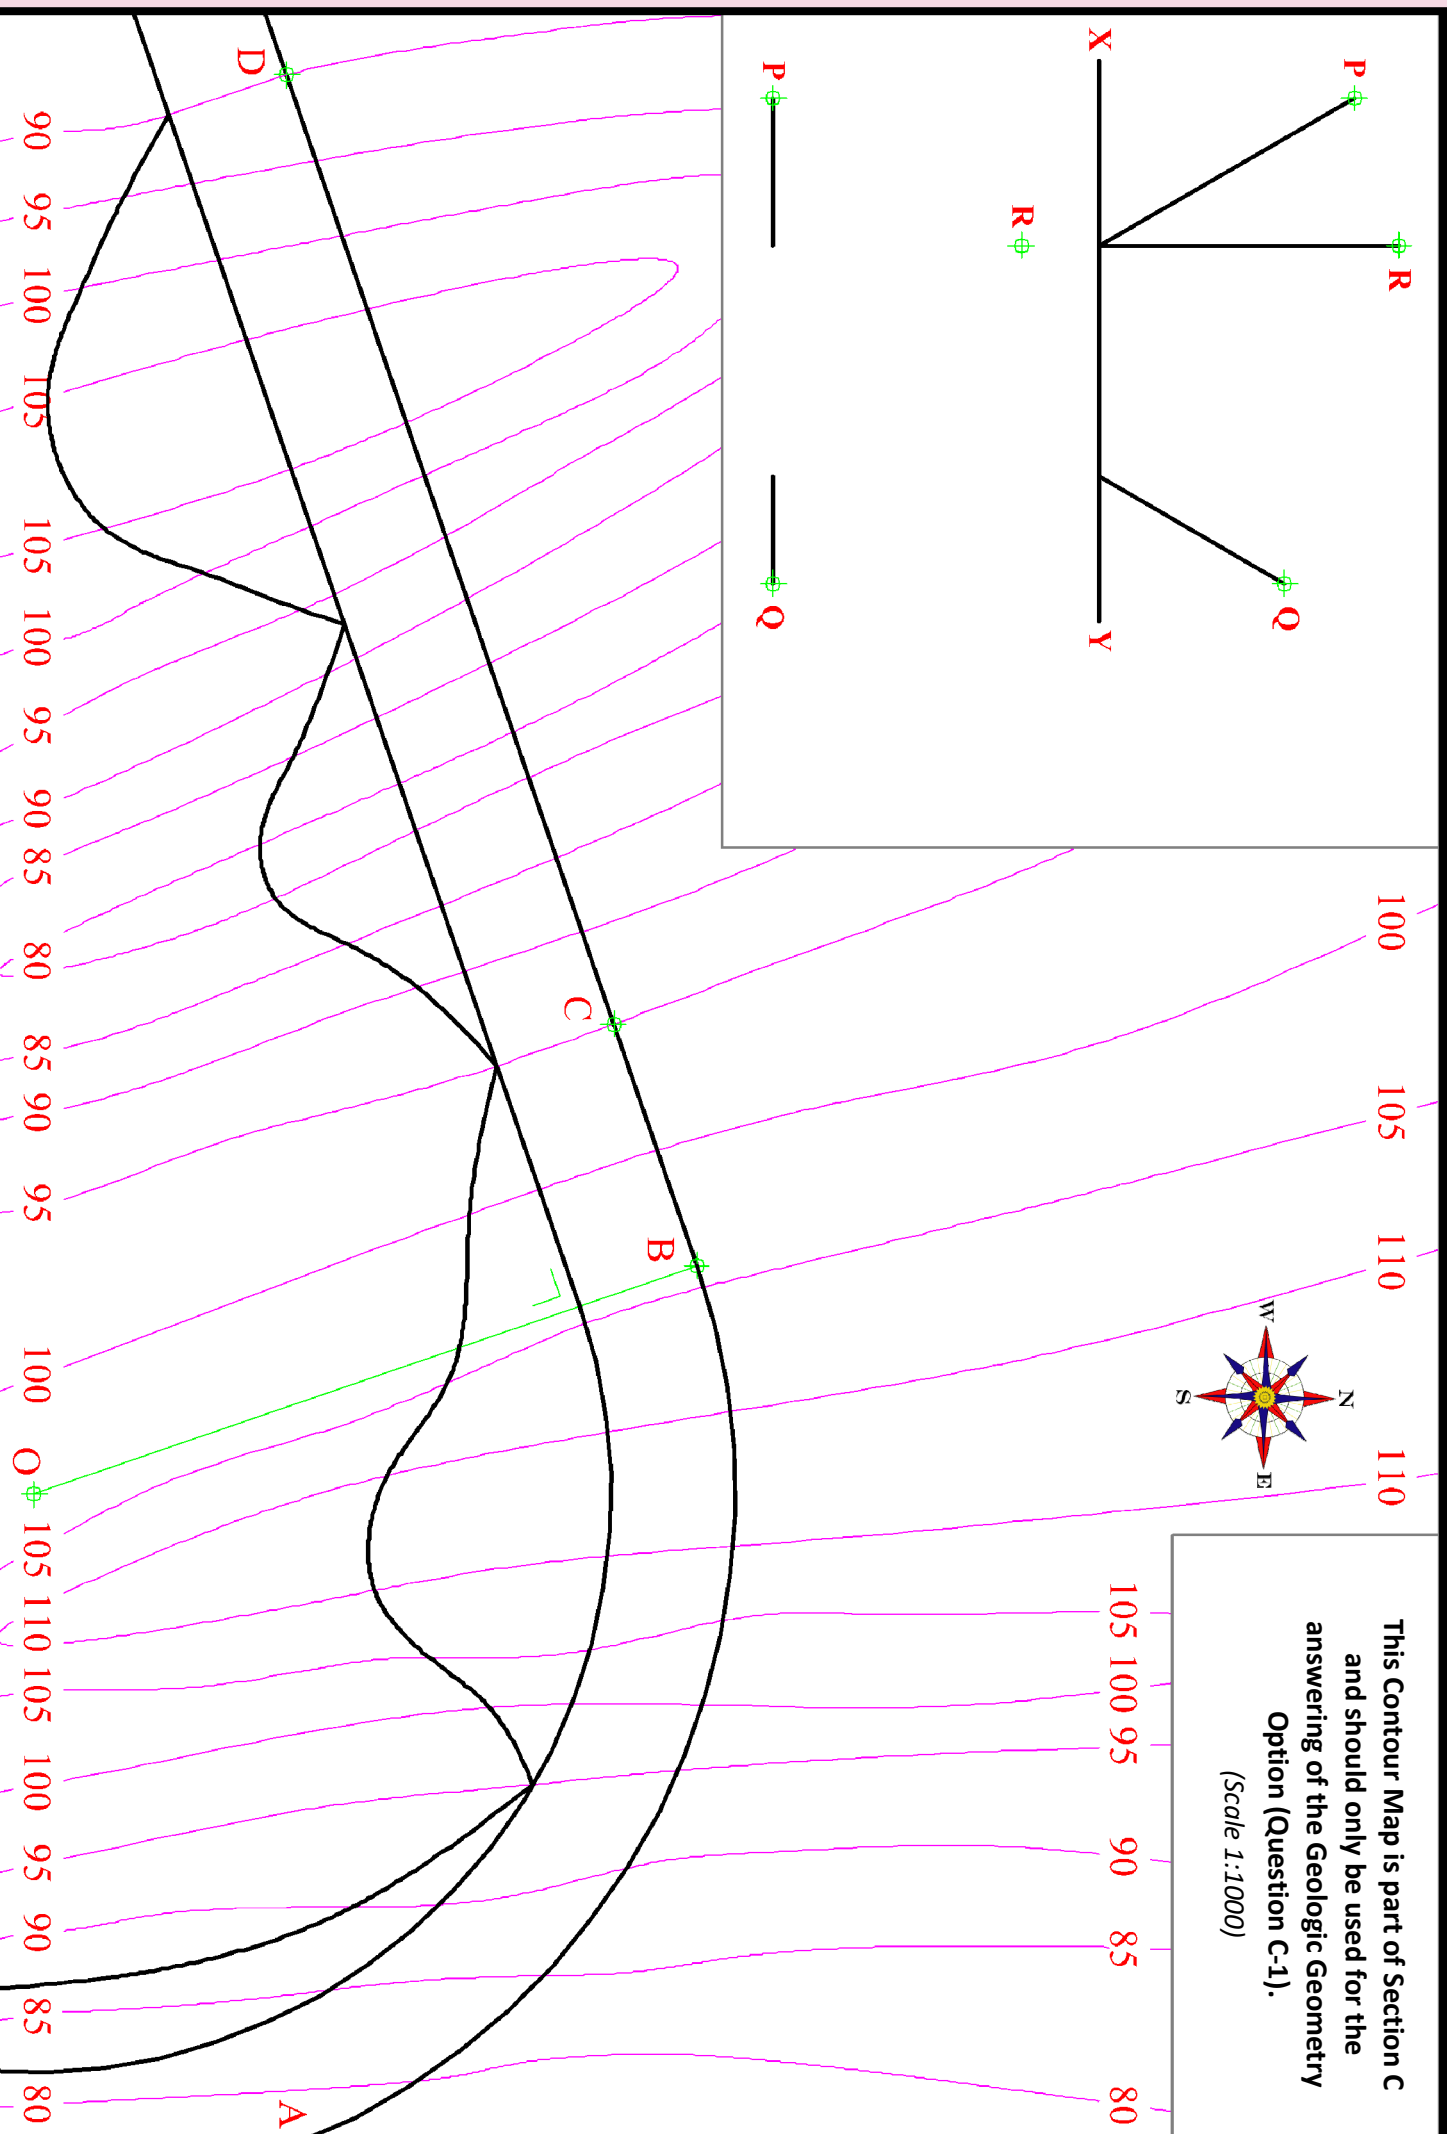 This Contour Map is part of Section C
and should only be used for the
answering of the Geologic Geometry
Option (Question C-1).
(Scale 1:1000)
R
P
Q
X Y
R
P Q
100 105 110 110
N
W E
S
105 100 95 90 85 80
B
C
A
D
O
90 95 100 105 105 100 95 90 85 80 85 90 95 100 105 110 105 100 95 90 85 80